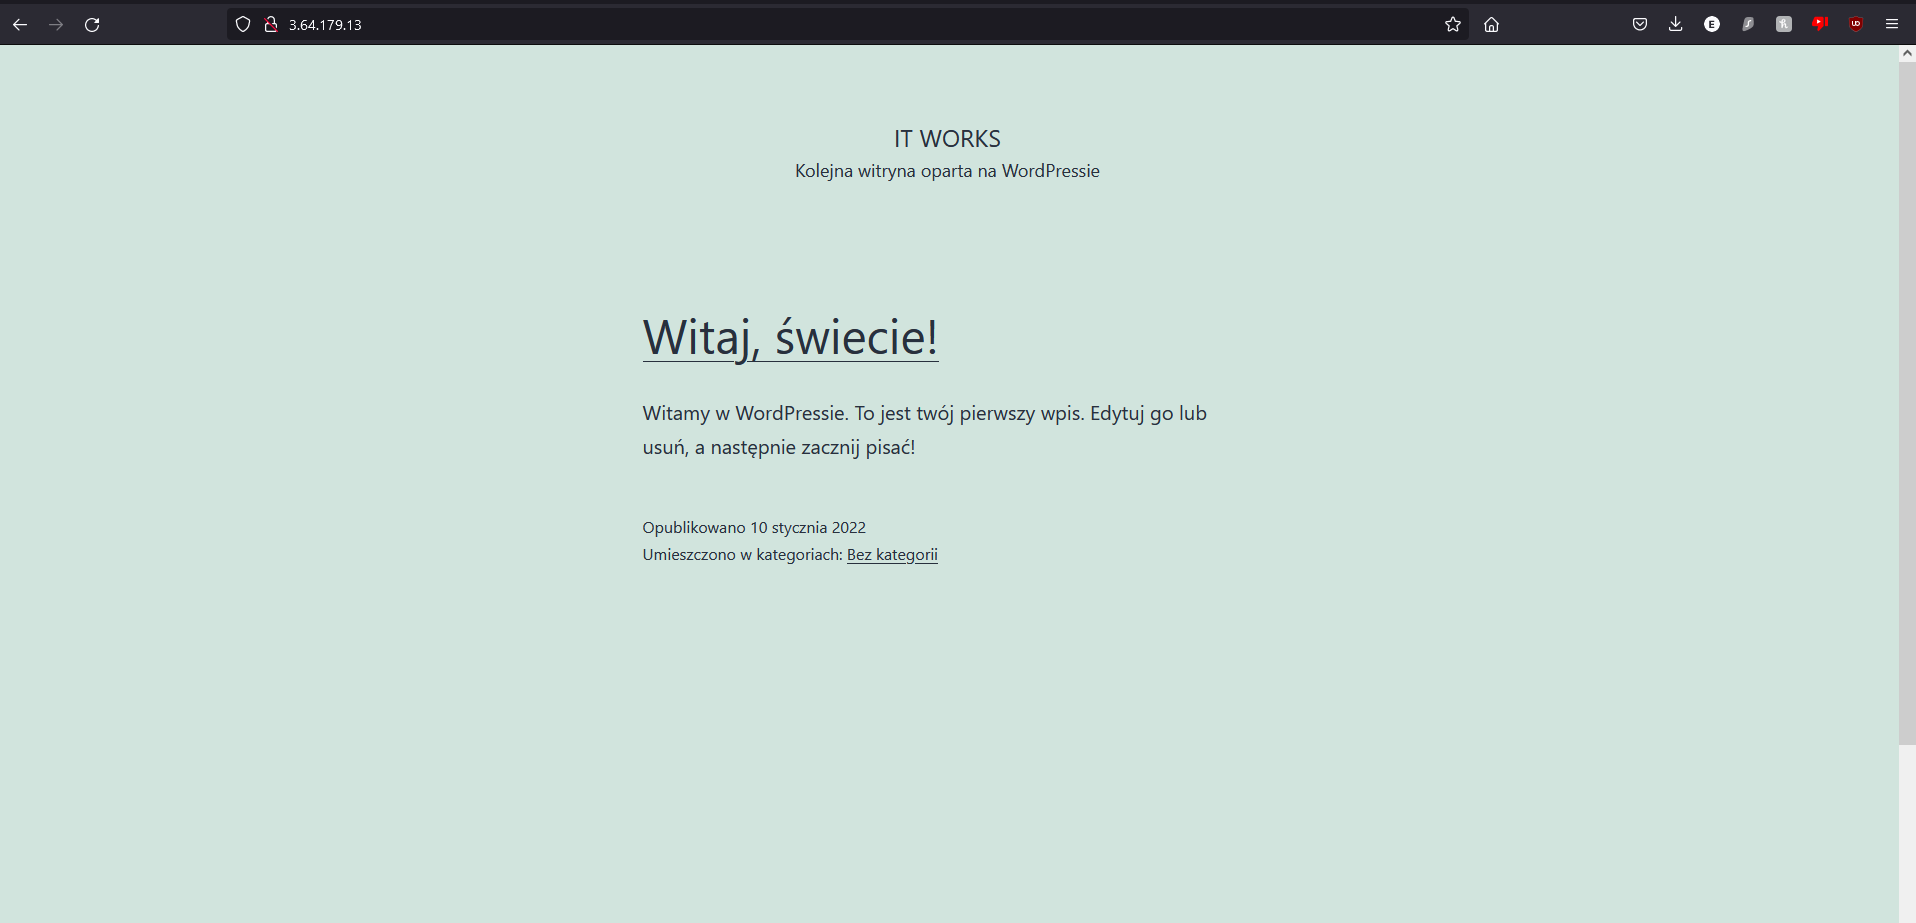 3.64.179.13
IT WORKS
Kolejna witryna oparta na WordPressie
Witaj, świecie!
Witamy w WordPressie. To jest twój pierwszy wpis. Edytuj go lub
usuń, a następnie zacznij pisać!
Opublikowano 10 stycznia 2022
Umieszczono w kategoriach: Bez kategorii